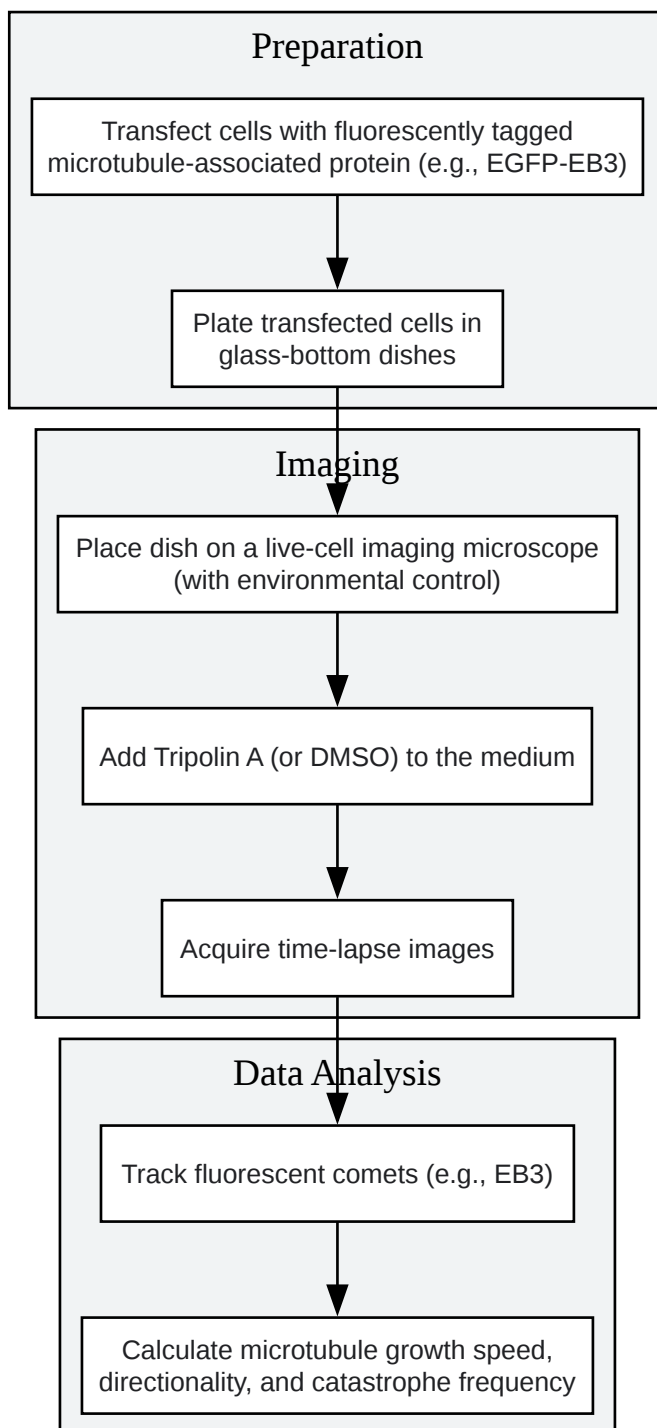 Preparation
Transfect cells with fluorescently tagged
microtubule-associated protein (e.g., EGFP-EB3)
Plate transfected cells in
glass-bottom dishes
Imaging
Place dish on a live-cell imaging microscope
(with environmental control)
Add Tripolin A (or DMSO) to the medium
Acquire time-lapse images
Data Analysis
Track fluorescent comets (e.g., EB3)
Calculate microtubule growth speed,
directionality, and catastrophe frequency